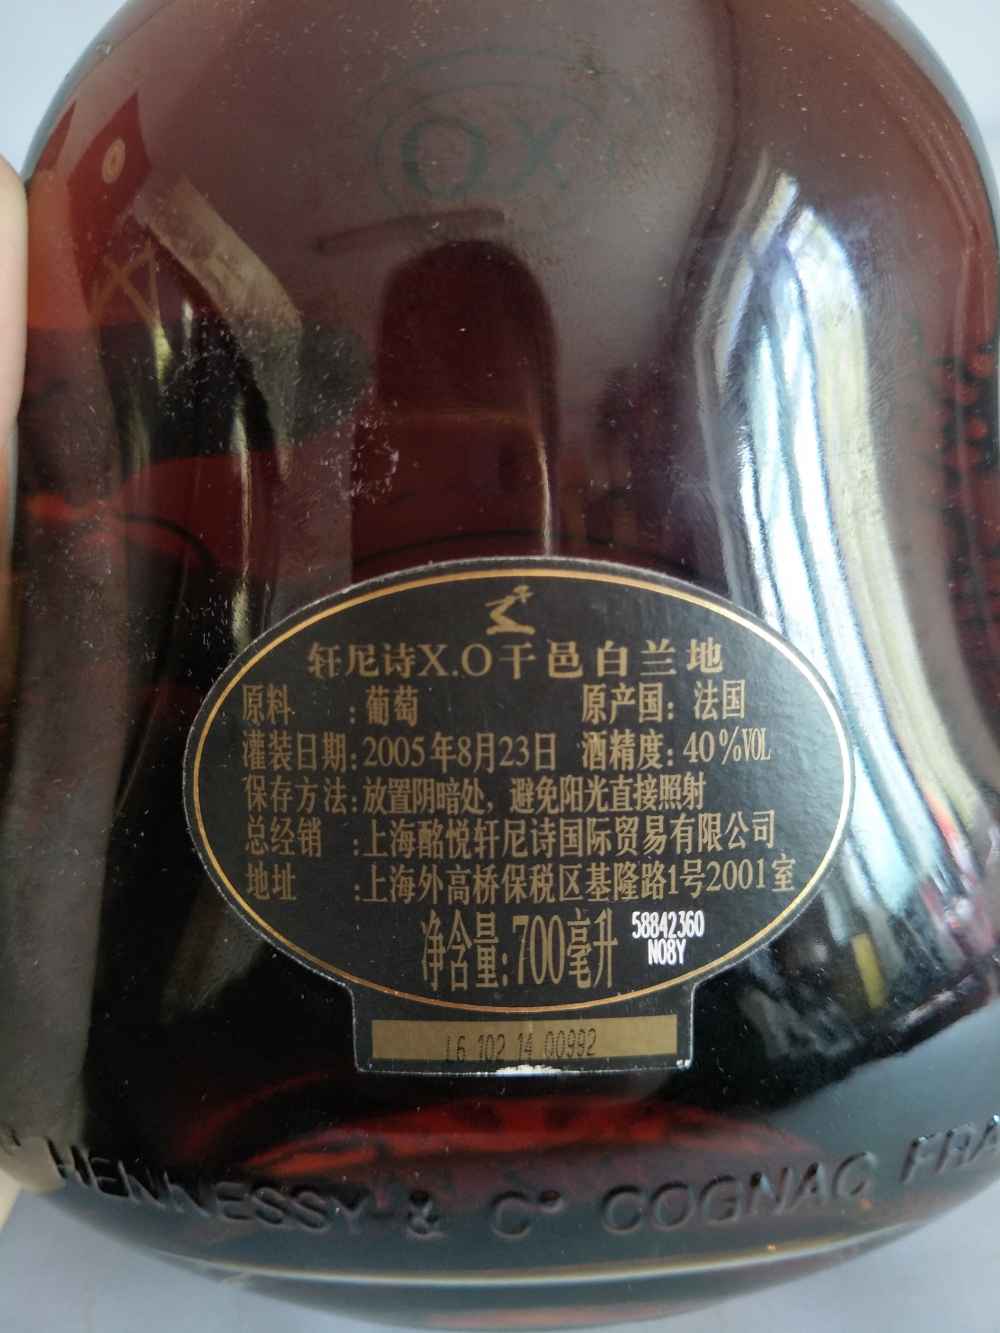 XO
轩尼诗X.O干邑白兰地
原料 :葡萄 原产国: 法国
灌装日期:2005年8月23日 酒精度: 40%VOL
保存方法:放置阴暗处, 避免阳光直接照射
总经销 :上海酩悦轩尼诗国际贸易有限公司
地址 :上海外高桥保税区基隆路1号2001室
净含量:700毫升
58842360
N08Y
L6 102 14 00992
HENNESSY & Cº COGNAC FRA